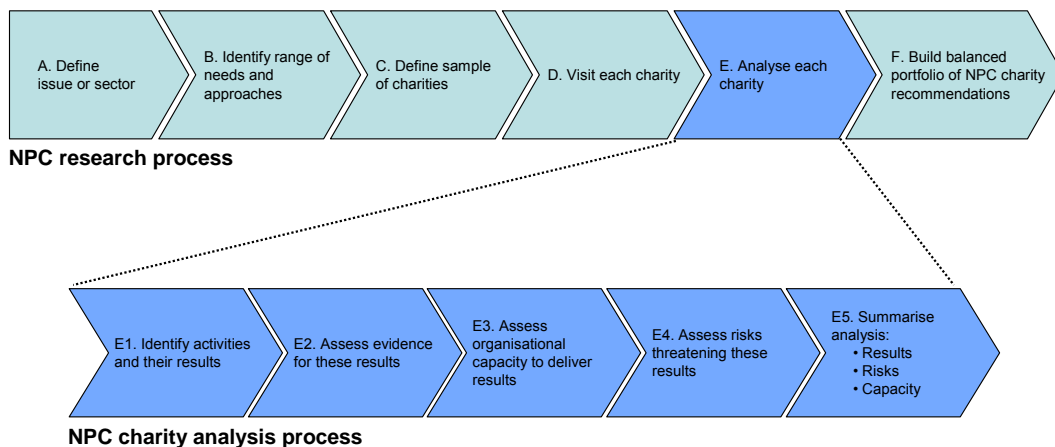 A. Define
issue or sector
B. Identify range of
needs and
approaches
C. Define sample
of charities
D. Visit each charity
E. Analyse each
charity
F. Build balanced
portfolio of NPC charity
recommendations
NPC research process
E1. Identify activities
and their results
E2. Assess evidence
for these results
E3. Assess
organisational
capacity to deliver
results
E4. Assess risks
threatening these
results
E5. Summarise
analysis:
• Results
• Risks
• Capacity
NPC charity analysis process